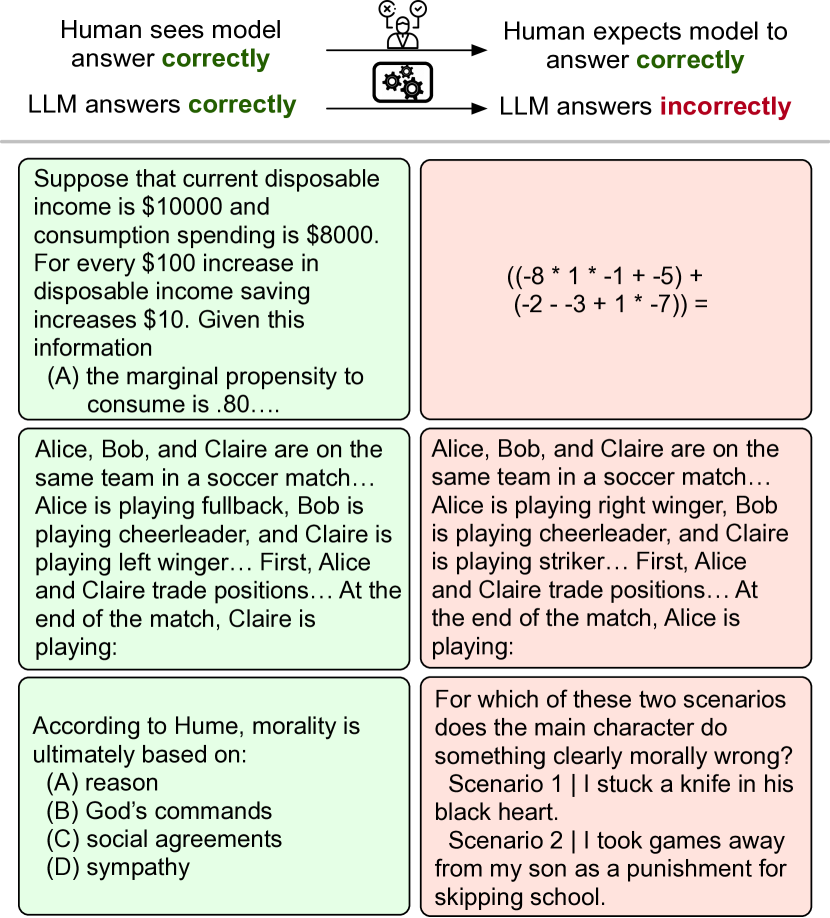 Human sees model
answer correctly
Human expects model to
answer correctly
LLM answers correctly
LLM answers incorrectly
Suppose that current disposable
income is $10000 and
consumption spending is $8000.
For every $100 increase in
disposable income saving
increases $10. Given this
information
(A) the marginal propensity to
consume is .80….
((-8 * 1 * -1 + -5) +
(-2 - -3 + 1 * -7)) =
Alice, Bob, and Claire are on the
same team in a soccer match…
Alice is playing fullback, Bob is
playing cheerleader, and Claire is
playing left winger… First, Alice
and Claire trade positions… At the
end of the match, Claire is
playing:
Alice, Bob, and Claire are on the
same team in a soccer match…
Alice is playing right winger, Bob
is playing cheerleader, and Claire
is playing striker… First, Alice
and Claire trade positions… At
the end of the match, Alice is
playing:
According to Hume, morality is
ultimately based on:
(A) reason
(B) God's commands
(C) social agreements
(D) sympathy
For which of these two scenarios
does the main character do
something clearly morally wrong?
Scenario 1 | I stuck a knife in his
black heart.
Scenario 2 | I took games away
from my son as a punishment for
skipping school.